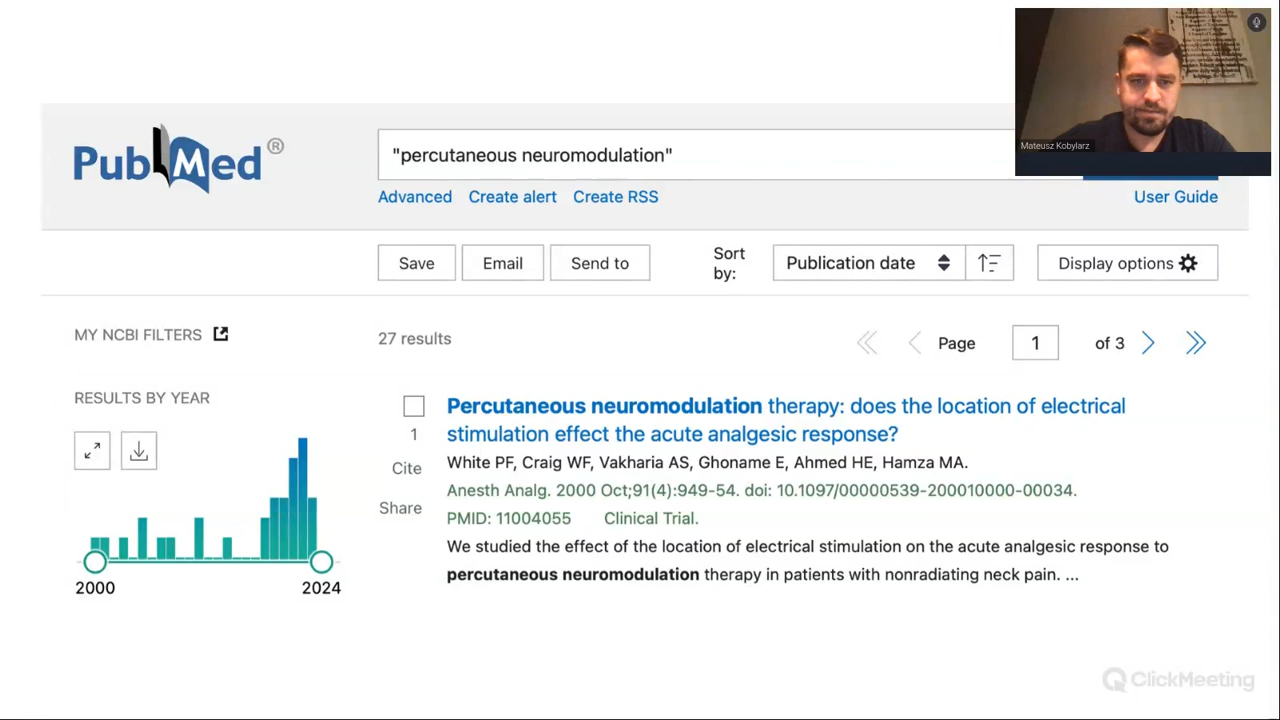 Mateusz Kobylarz
PubMed®
"percutaneous neuromodulation"
Advanced Create alert Create RSS
User Guide
Save Email Send to
Sort by:
Publication date
Display options
MY NCBI FILTERS
27 results
Page 1 of 3
RESULTS BY YEAR
2000 2024
1
Cite
Share
Percutaneous neuromodulation therapy: does the location of electrical
stimulation effect the acute analgesic response?
White PF, Craig WF, Vakharia AS, Ghoname E, Ahmed HE, Hamza MA.
Anesth Analg. 2000 Oct;91(4):949-54. doi: 10.1097/00000539-200010000-00034.
PMID: 11004055 Clinical Trial.
We studied the effect of the location of electrical stimulation on the acute analgesic response to
percutaneous neuromodulation therapy in patients with nonradiating neck pain. ...
ClickMeeting